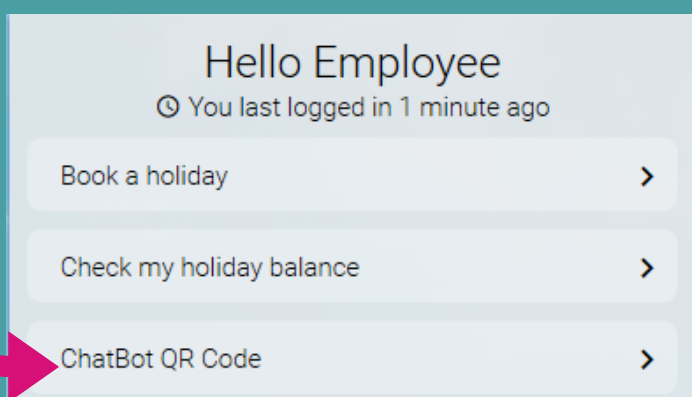 Hello Employee
You last logged in 1 minute ago
Book a holiday
Check my holiday balance
ChatBot QR Code